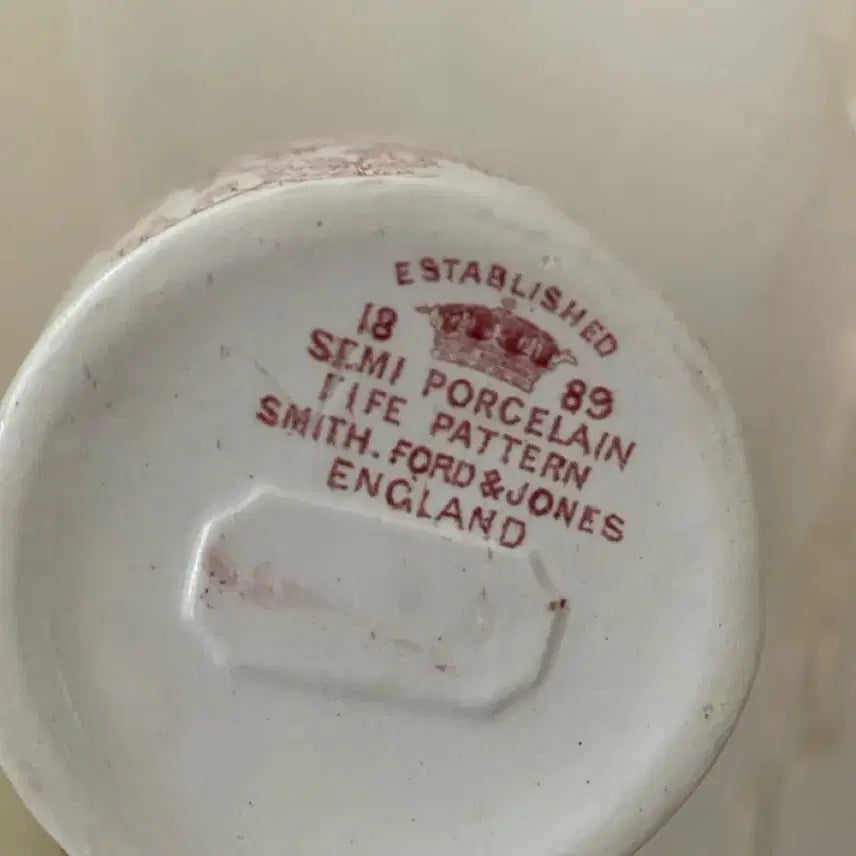 ESTABLISHED
18 89
SEMI PORCELAIN
FIFE PATTERN
SMITH. FORD & JONES
ENGLAND